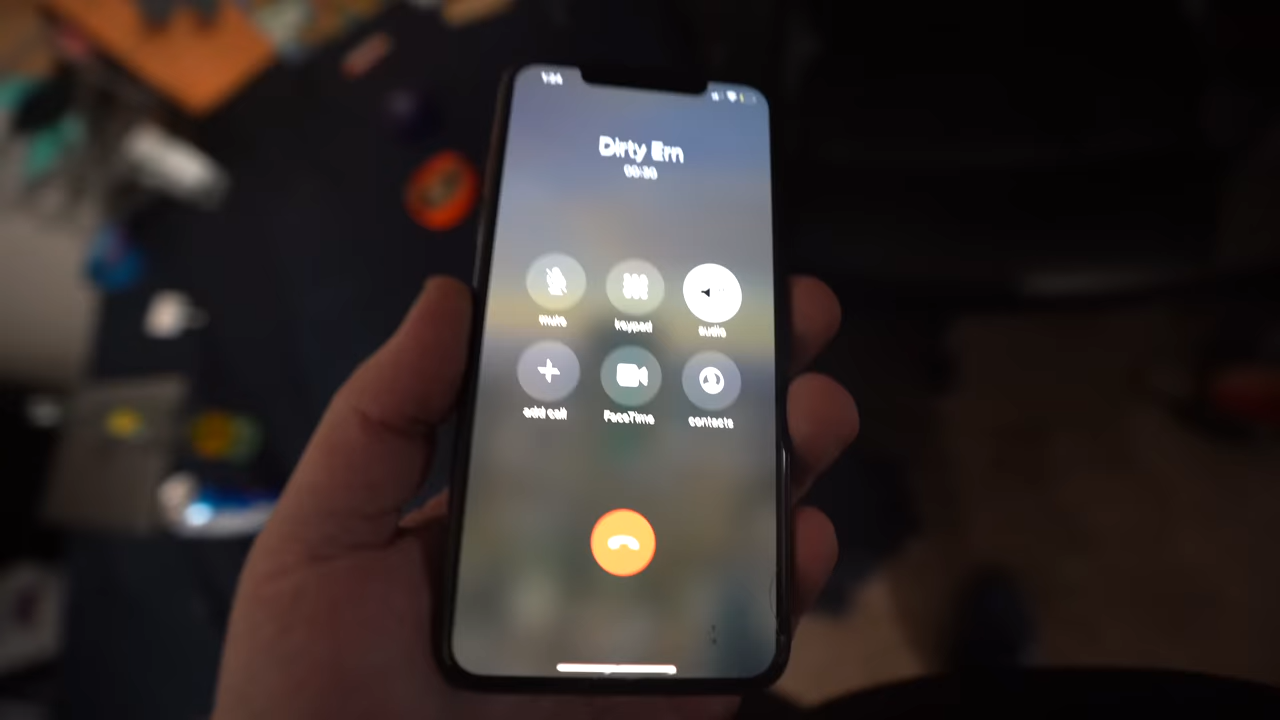 Dirty Ern
mute
keypad
audio
add call
FaceTime
contacts